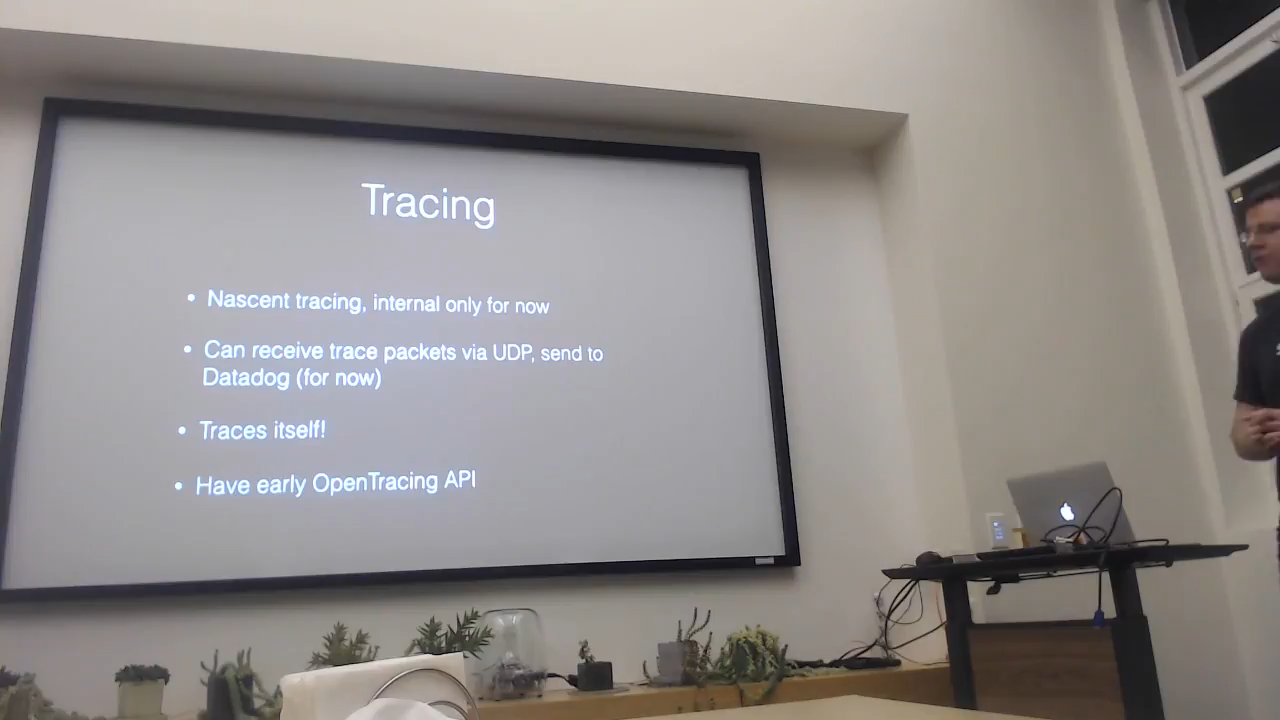 Tracing
• Nascent tracing, internal only for now
• Can receive trace packets via UDP, send to
Datadog (for now)
• Traces itself!
• Have early OpenTracing API